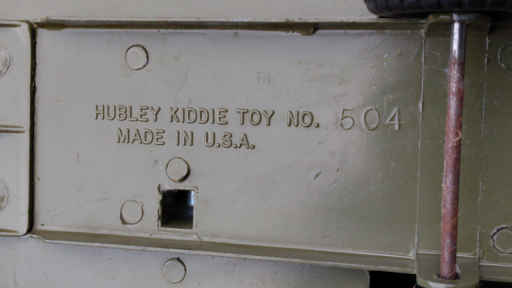 HUBLEY KIDDIE TOY NO. 504
MADE IN U.S.A.